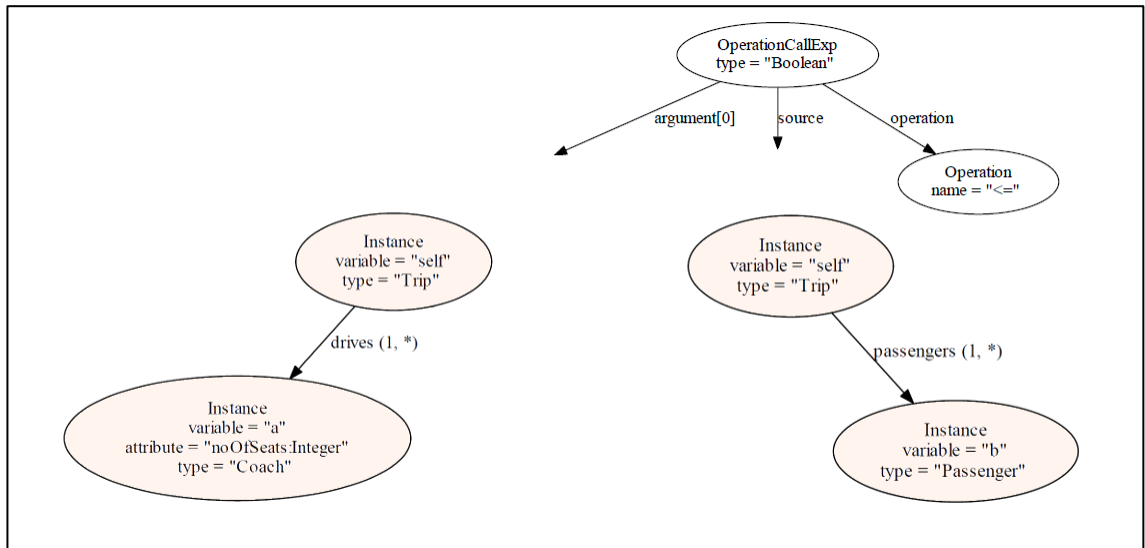 OperationCallExp
type = "Boolean"
argument[0]
source
operation
Operation
name = "<="
Instance
variable = "self"
type = "Trip"
Instance
variable = "self"
type = "Trip"
drives (1, *)
passengers (1, *)
Instance
variable = "a"
attribute = "noOfSeats:Integer"
type = "Coach"
Instance
variable = "b"
type = "Passenger"